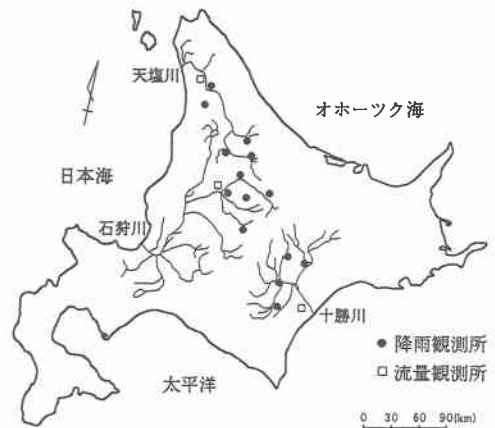 天塩川
オホーツク海
日本海
石狩川
十勝川
● 降雨観測所
□ 流量観測所
太平洋
0 30 60 90(km)